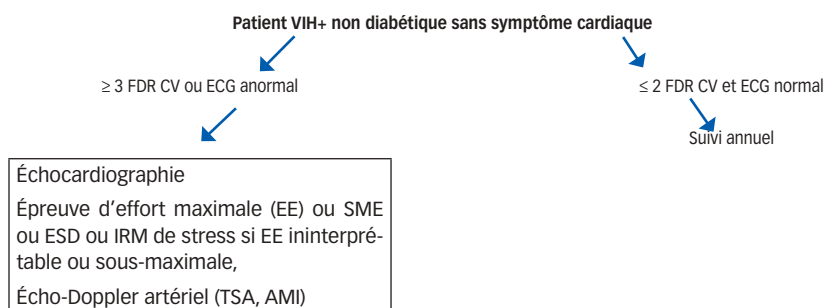 Patient VIH+ non diabétique sans symptôme cardiaque
≥ 3 FDR CV ou ECG anormal
≤ 2 FDR CV et ECG normal
Suivi annuel
Échocardiographie
Épreuve d'effort maximale (EE) ou SME
ou ESD ou IRM de stress si EE ininterpré-
table ou sous-maximale,
Écho-Doppler artériel (TSA, AMI)